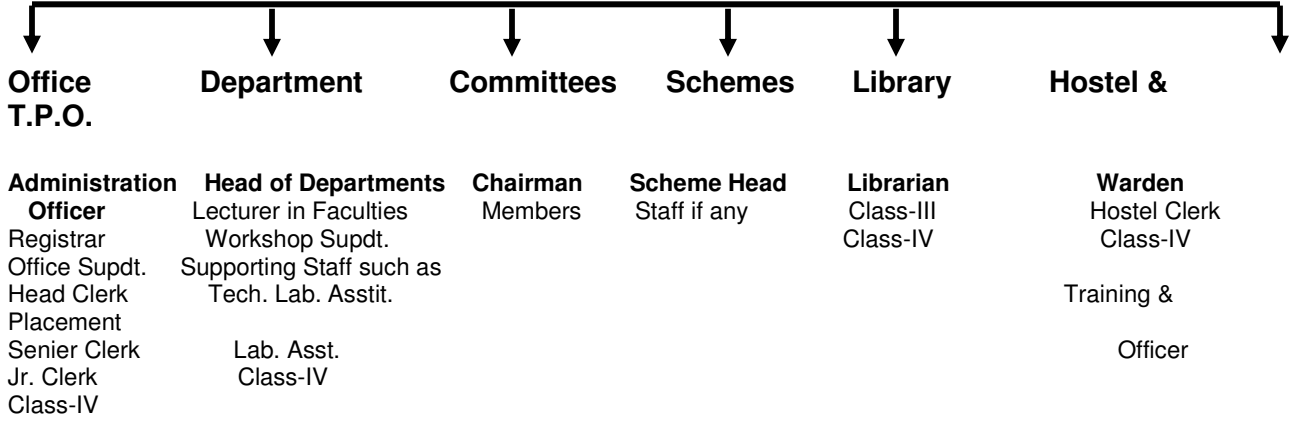 Office Department Committees Schemes Library Hostel &
T.P.O.
Administration Head of Departments Chairman Scheme Head Librarian Warden
Officer Lecturer in Faculties Members Staff if any Class-III Hostel Clerk
Registrar Workshop Supdt. Class-IV Class-IV
Office Supdt. Supporting Staff such as
Head Clerk Tech. Lab. Asstit. Training &
Placement
Senier Clerk Lab. Asst. Officer
Jr. Clerk Class-IV
Class-IV